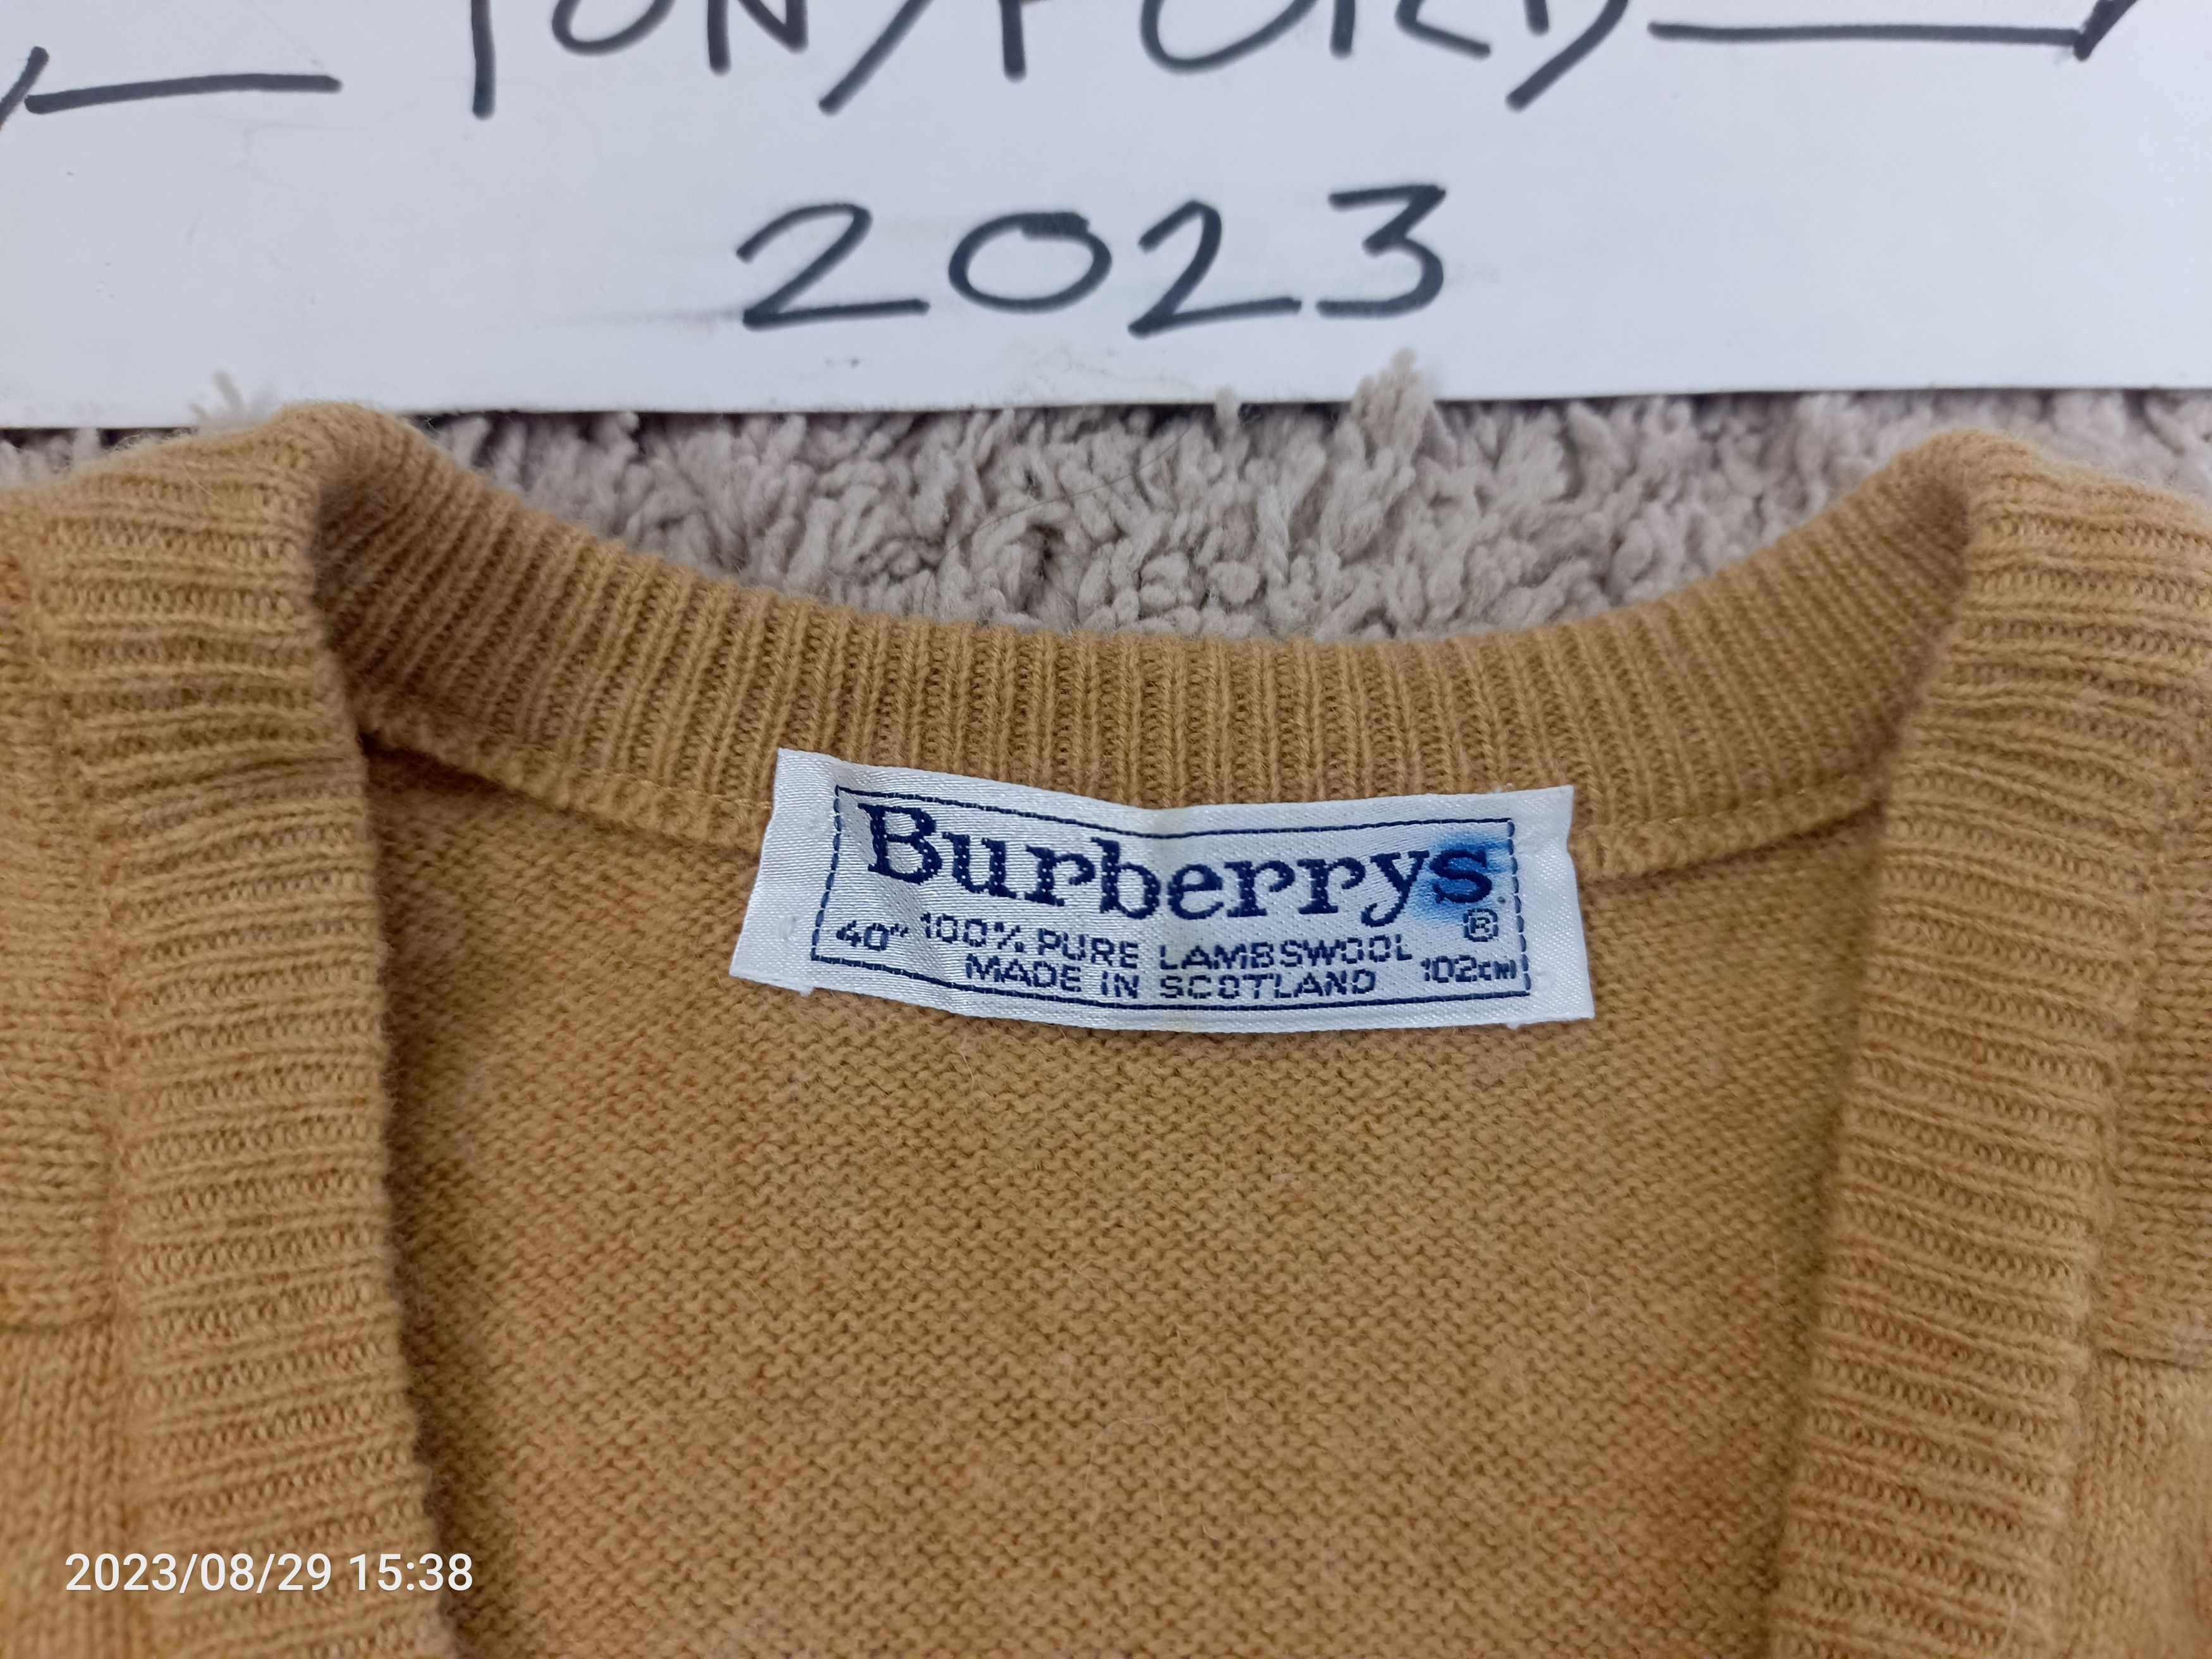 2023
Burberrys
®
40" 100% PURE LAMBSWOOL
MADE IN SCOTLAND 102cm
2023/08/29 15:38